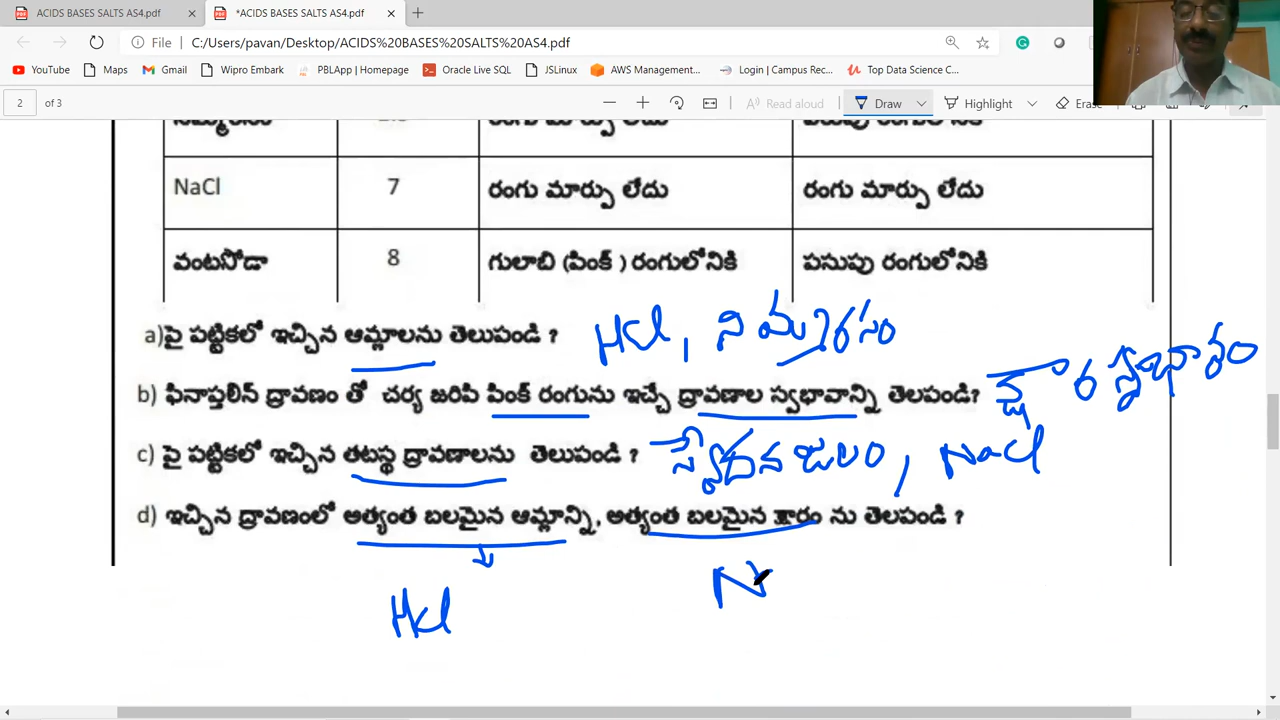 ACIDS BASES SALTS AS4.PDF
*ACIDS BASES SALTS AS4.pdf
File C:/Users/pavan/Desktop/ACIDS%20BASES%20SALTS%20AS4.pdf
YouTube Maps Gmail Wipro Embark PBLApp | Homepage Oracle Live SQL JSLinux AWS Management... Login | Campus Rec... Top Data Science C...
2 of 3 Read aloud Draw Highlight Erase
NaCl 7 రంగు మార్పు లేదు రంగు మార్పు లేదు
వంటసోడా 8 గులాబి (పింక్ ) రంగులోనికి పసుపు రంగులోనికి
a)పై పట్టికలో ఇచ్చిన ఆమ్లాలను తెలుపండి ? HCl, నిమ్మరసం
b) ఫినాప్తలిన్ ద్రావణం తో చర్య జరిపి పింక్ రంగును ఇచ్చే ద్రావణాల స్వభావాన్ని తెలపండి? క్షార స్వభావం
c) పై పట్టికలో ఇచ్చిన తటస్థ ద్రావణాలను తెలుపండి ? స్వేదన జలం, NaCl
d) ఇచ్చిన ద్రావణంలో అత్యంత బలమైన ఆమ్లాన్ని, అత్యంత బలమైన క్షారం ను తెలపండి ?
HCl N